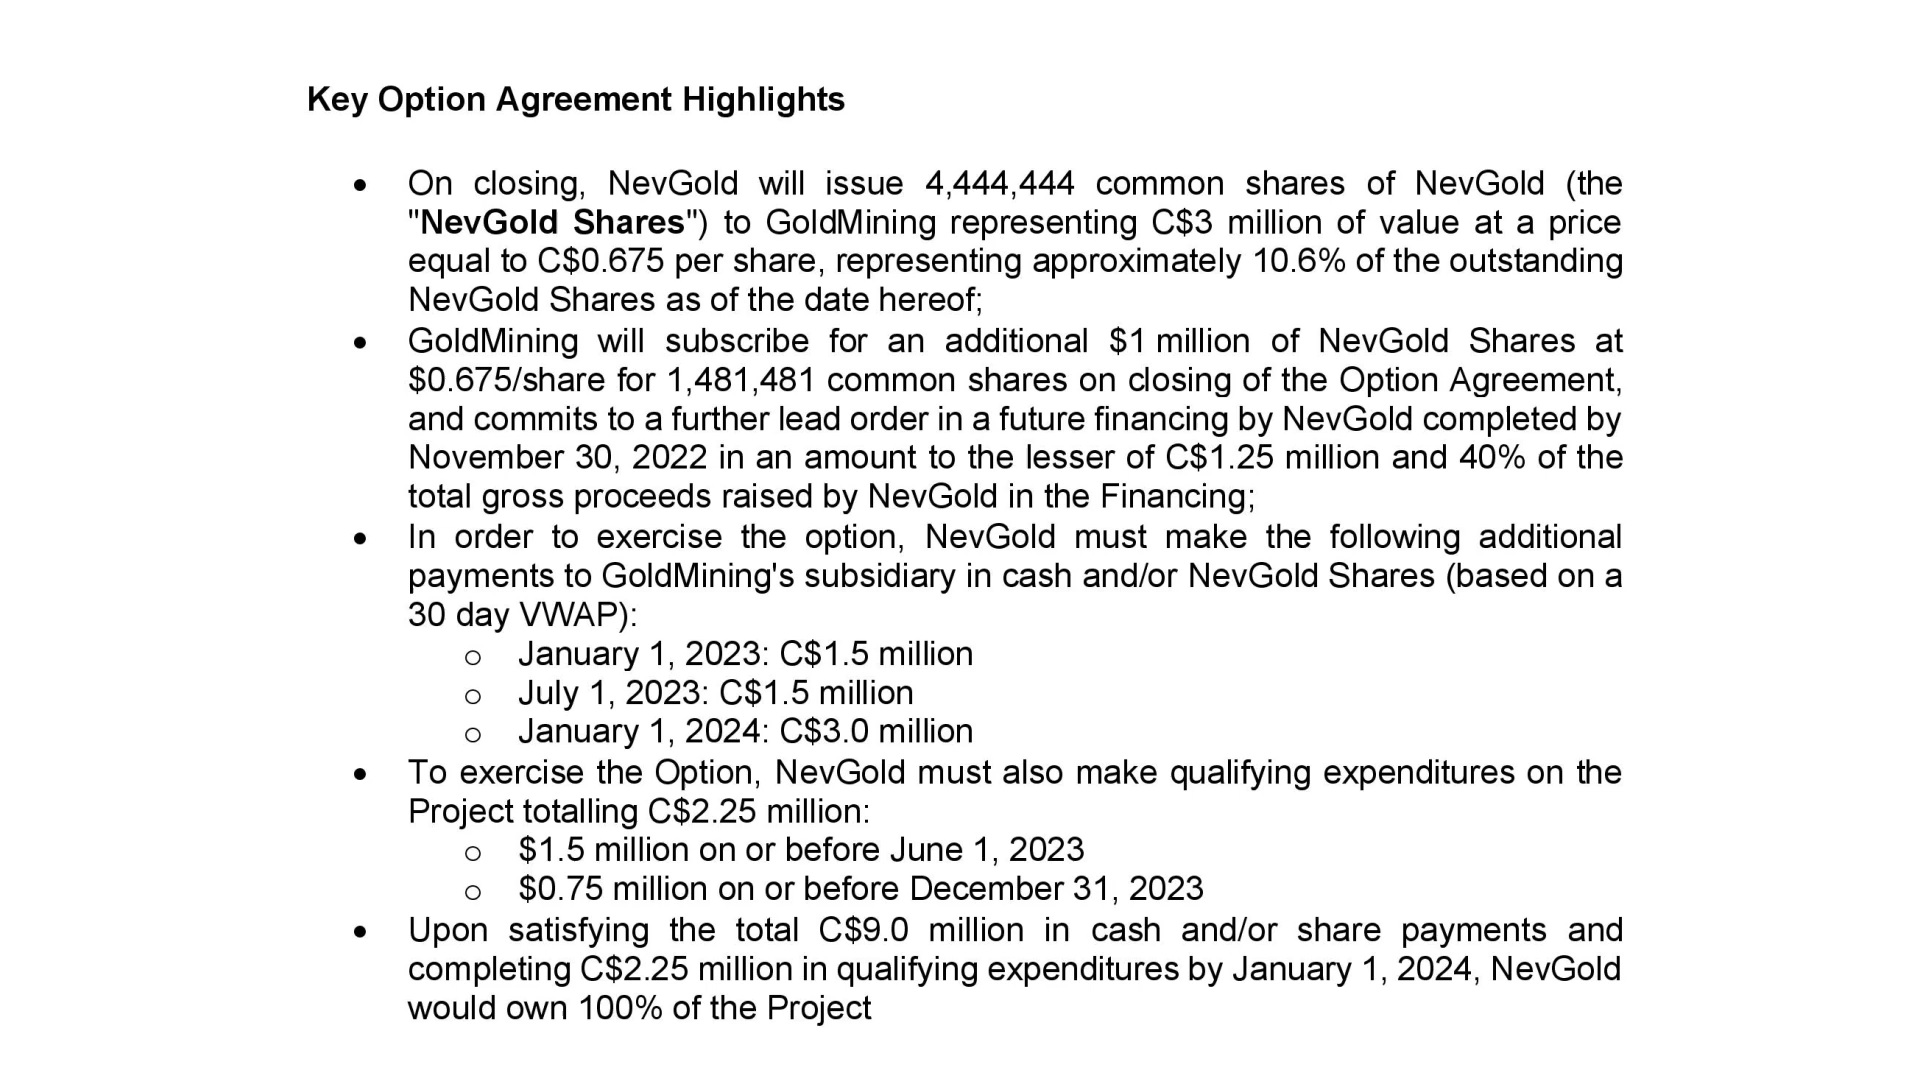 Key Option Agreement Highlights
• On closing, NevGold will issue 4,444,444 common shares of NevGold (the
"NevGold Shares") to GoldMining representing C$3 million of value at a price
equal to C$0.675 per share, representing approximately 10.6% of the outstanding
NevGold Shares as of the date hereof;
• GoldMining will subscribe for an additional $1 million of NevGold Shares at
$0.675/share for 1,481,481 common shares on closing of the Option Agreement,
and commits to a further lead order in a future financing by NevGold completed by
November 30, 2022 in an amount to the lesser of C$1.25 million and 40% of the
total gross proceeds raised by NevGold in the Financing;
• In order to exercise the option, NevGold must make the following additional
payments to GoldMining's subsidiary in cash and/or NevGold Shares (based on a
30 day VWAP):
o January 1, 2023: C$1.5 million
o July 1, 2023: C$1.5 million
o January 1, 2024: C$3.0 million
• To exercise the Option, NevGold must also make qualifying expenditures on the
Project totalling C$2.25 million:
o $1.5 million on or before June 1, 2023
o $0.75 million on or before December 31, 2023
• Upon satisfying the total C$9.0 million in cash and/or share payments and
completing C$2.25 million in qualifying expenditures by January 1, 2024, NevGold
would own 100% of the Project